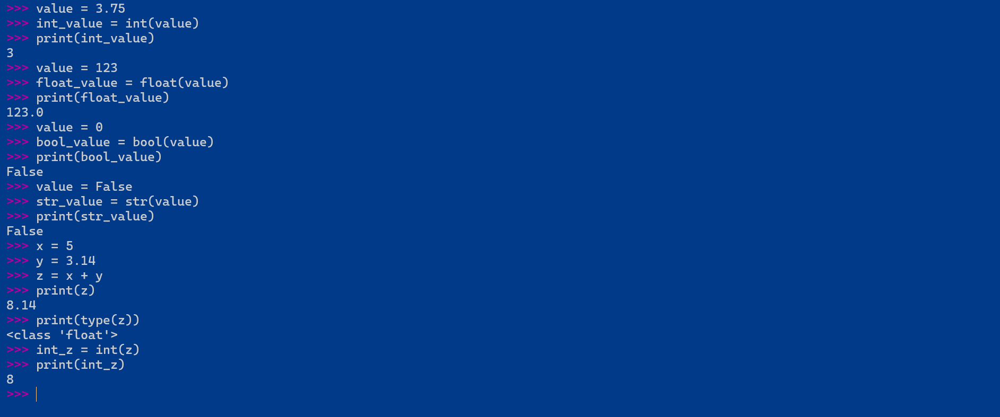 >>> value = 3.75
>>> int_value = int(value)
>>> print(int_value)
3
>>> value = 123
>>> float_value = float(value)
>>> print(float_value)
123.0
>>> value = 0
>>> bool_value = bool(value)
>>> print(bool_value)
False
>>> value = False
>>> str_value = str(value)
>>> print(str_value)
False
>>> x = 5
>>> y = 3.14
>>> z = x + y
>>> print(z)
8.14
>>> print(type(z))
<class 'float'>
>>> int_z = int(z)
>>> print(int_z)
8
>>>